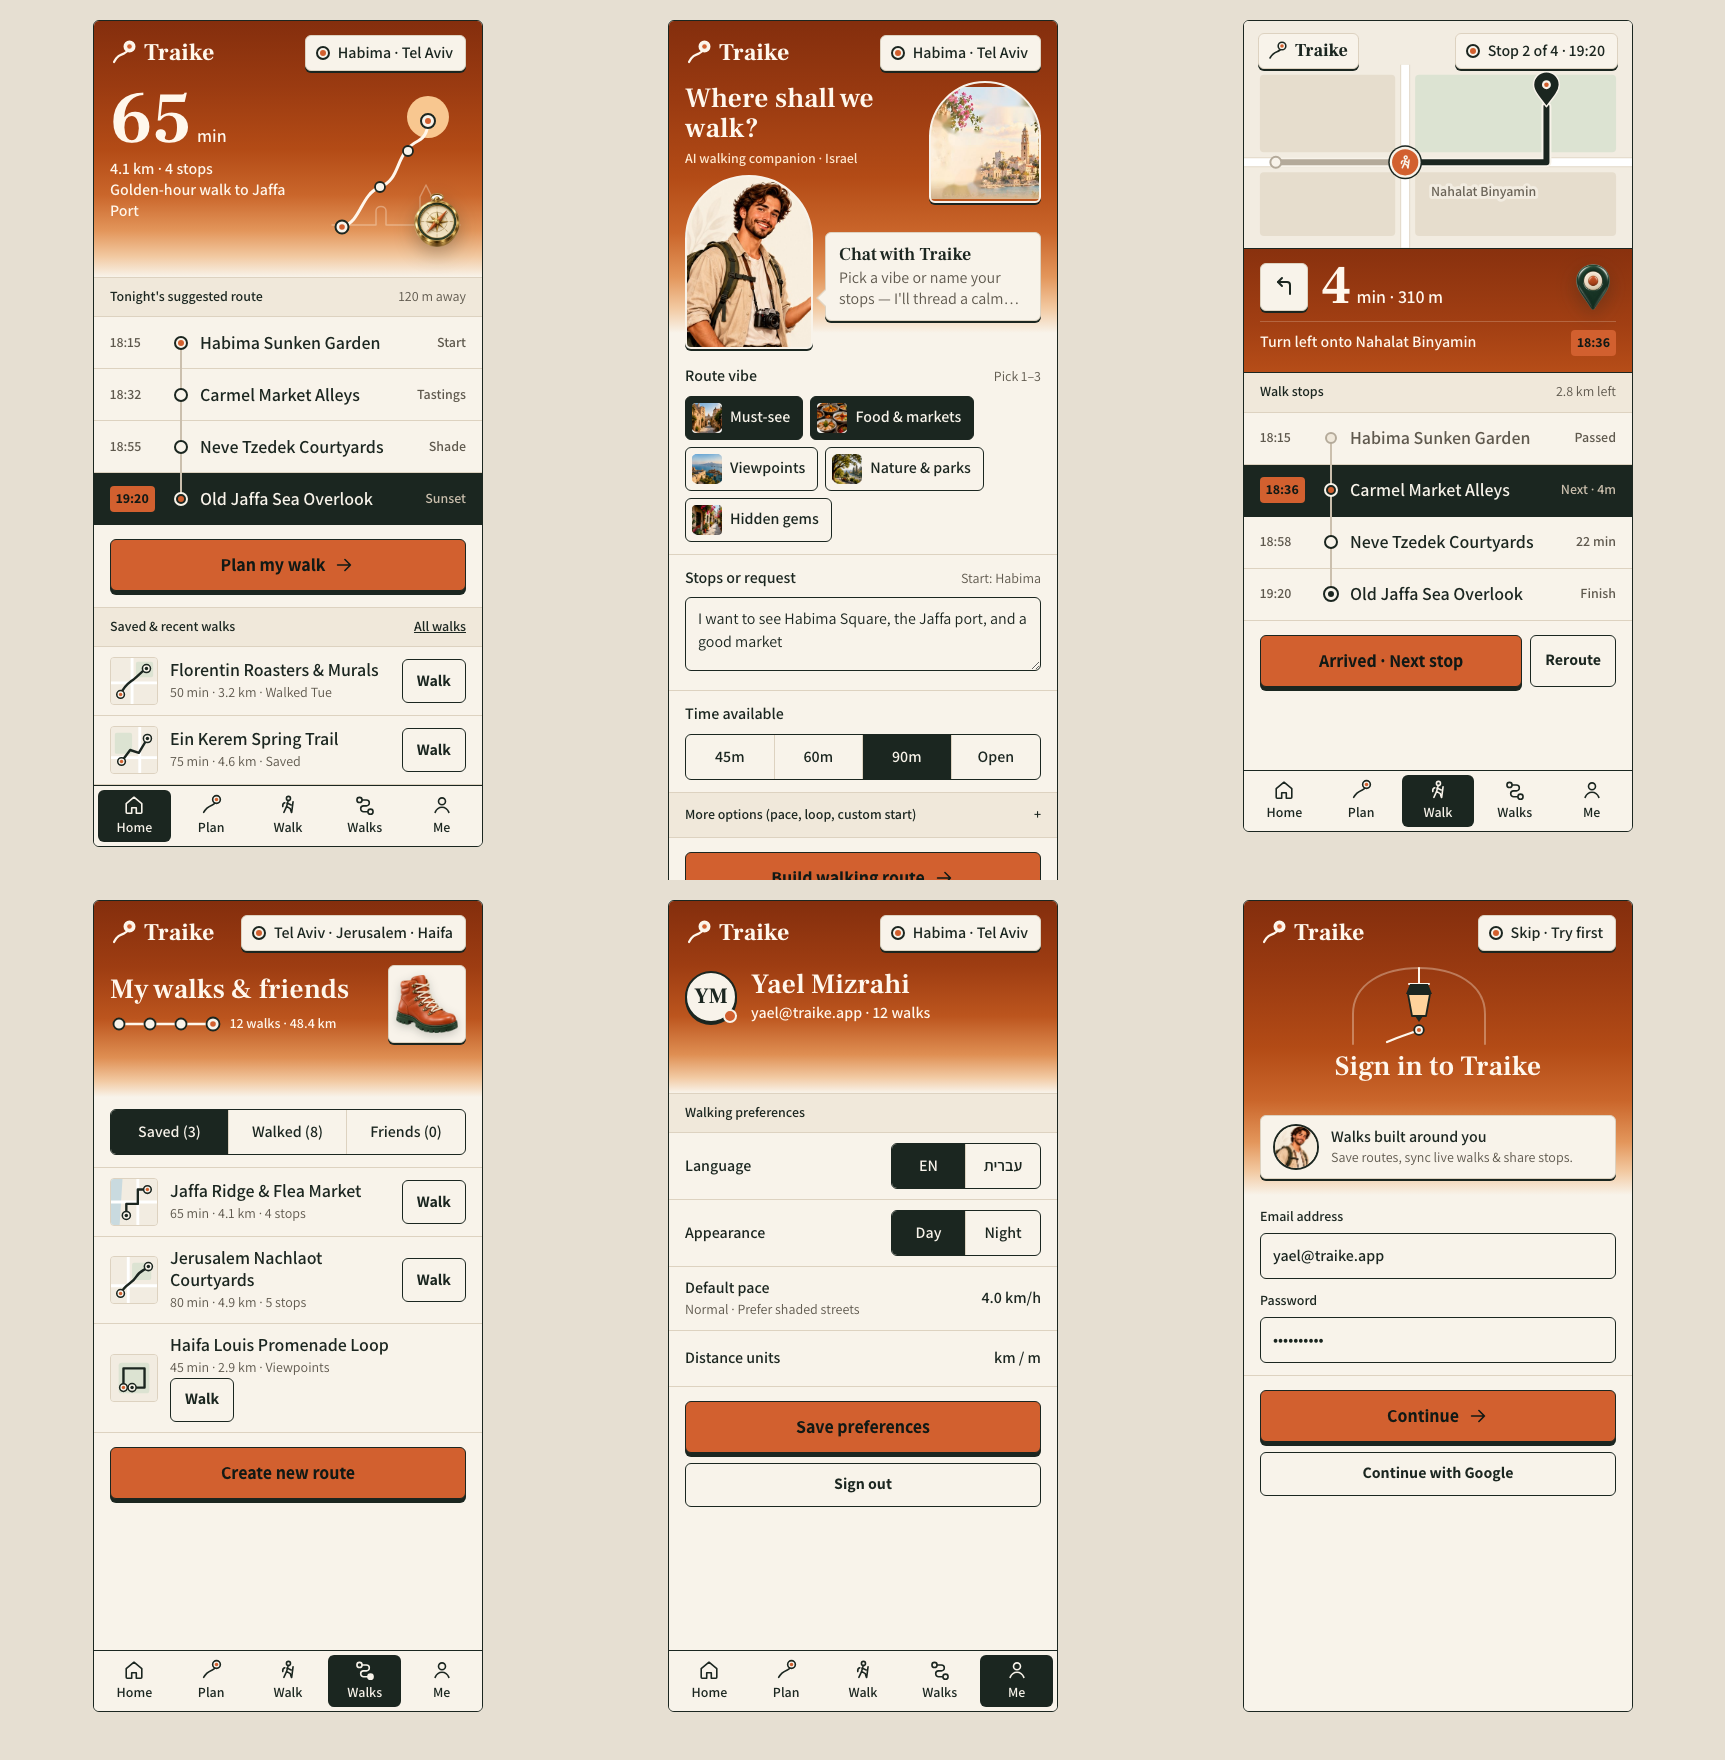 Traike
Habima · Tel Aviv
65 min
4.1 km · 4 stops
Golden-hour walk to Jaffa
Port
Tonight's suggested route
120 m away
18:15 Habima Sunken Garden Start
18:32 Carmel Market Alleys Tastings
18:55 Neve Tzedek Courtyards Shade
19:20 Old Jaffa Sea Overlook Sunset
Plan my walk →
Saved & recent walks
All walks
Florentin Roasters & Murals
50 min · 3.2 km · Walked Tue
Walk
Ein Kerem Spring Trail
75 min · 4.6 km · Saved
Walk
Home Plan Walk Walks Me
Traike
Habima · Tel Aviv
Where shall we
walk?
AI walking companion · Israel
Chat with Traike
Pick a vibe or name your
stops — I'll thread a calm…
Route vibe
Pick 1–3
Must-see
Food & markets
Viewpoints
Nature & parks
Hidden gems
Stops or request
Start: Habima
I want to see Habima Square, the Jaffa port, and a
good market
Time available
45m 60m 90m Open
More options (pace, loop, custom start) +
Build walking route →
Traike
Stop 2 of 4 · 19:20
Nahalat Binyamin
4 min · 310 m
Turn left onto Nahalat Binyamin
18:36
Walk stops
2.8 km left
18:15 Habima Sunken Garden Passed
18:36 Carmel Market Alleys Next · 4m
18:58 Neve Tzedek Courtyards 22 min
19:20 Old Jaffa Sea Overlook Finish
Arrived · Next stop
Reroute
Home Plan Walk Walks Me
Traike
Tel Aviv · Jerusalem · Haifa
My walks & friends
12 walks · 48.4 km
Saved (3) Walked (8) Friends (0)
Jaffa Ridge & Flea Market
65 min · 4.1 km · 4 stops
Walk
Jerusalem Nachlaot
Courtyards
80 min · 4.9 km · 5 stops
Walk
Haifa Louis Promenade Loop
45 min · 2.9 km · Viewpoints
Walk
Create new route
Home Plan Walk Walks Me
Traike
Habima · Tel Aviv
YM
Yael Mizrahi
yael@traike.app · 12 walks
Walking preferences
Language EN עברית
Appearance Day Night
Default pace
Normal · Prefer shaded streets
4.0 km/h
Distance units km / m
Save preferences
Sign out
Home Plan Walk Walks Me
Traike
Skip · Try first
Sign in to Traike
Walks built around you
Save routes, sync live walks & share stops.
Email address
yael@traike.app
Password
••••••••••
Continue →
Continue with Google